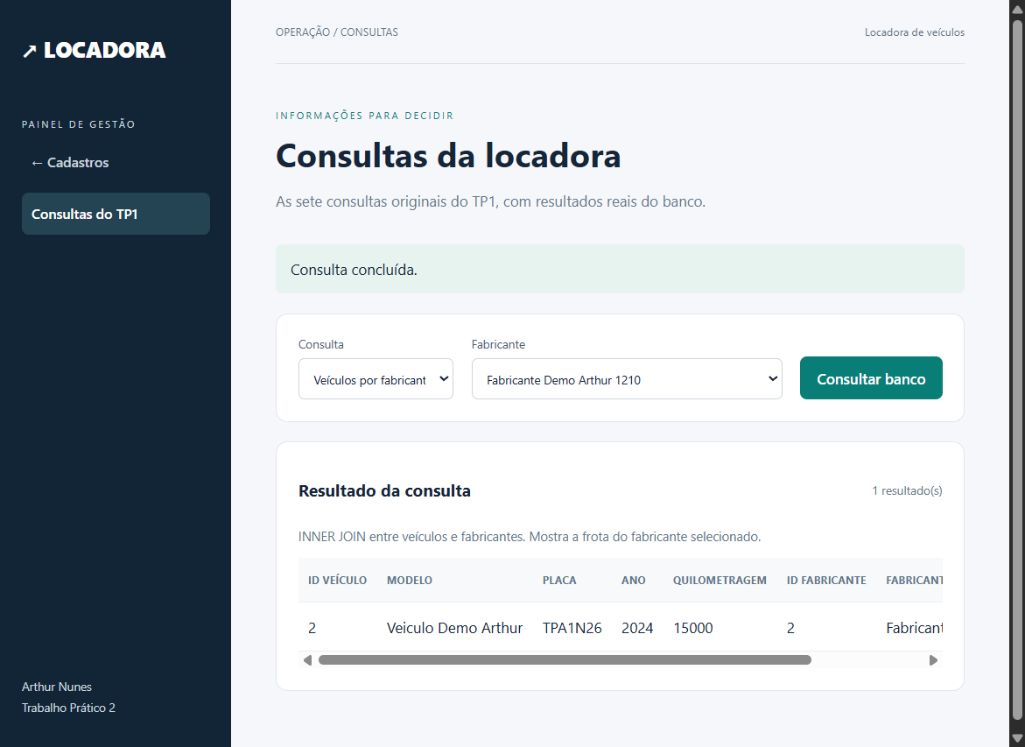 ↗ LOCADORA
PAINEL DE GESTÃO
← Cadastros
Consultas do TP1
Arthur Nunes
Trabalho Prático 2
OPERAÇÃO / CONSULTAS
Locadora de veículos
INFORMAÇÕES PARA DECIDIR
Consultas da locadora
As sete consultas originais do TP1, com resultados reais do banco.
Consulta concluída.
Consulta
Fabricante
Veículos por fabricant
Fabricante Demo Arthur 1210
Consultar banco
Resultado da consulta
1 resultado(s)
INNER JOIN entre veículos e fabricantes. Mostra a frota do fabricante selecionado.
ID VEÍCULO MODELO PLACA ANO QUILOMETRAGEM ID FABRICANTE FABRICANT
2 Veiculo Demo Arthur TPA1N26 2024 15000 2 Fabricant